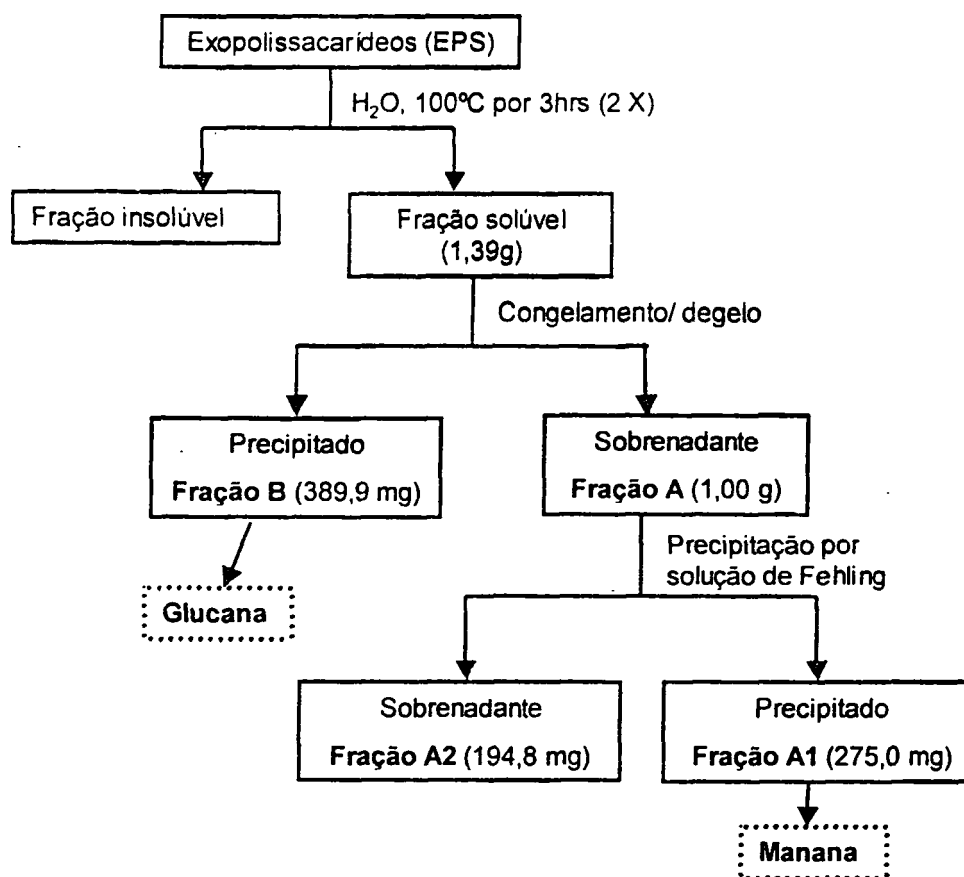 Exopolissacarídeos (EPS)
H₂O, 100ºC por 3hrs (2 X)
Fração insolúvel
Fração solúvel
(1,39g)
Congelamento/ degelo
Precipitado
Fração B (389,9 mg)
Sobrenadante
Fração A (1,00 g)
Precipitação por
solução de Fehling
Glucana
Sobrenadante
Fração A2 (194,8 mg)
Precipitado
Fração A1 (275,0 mg)
Manana